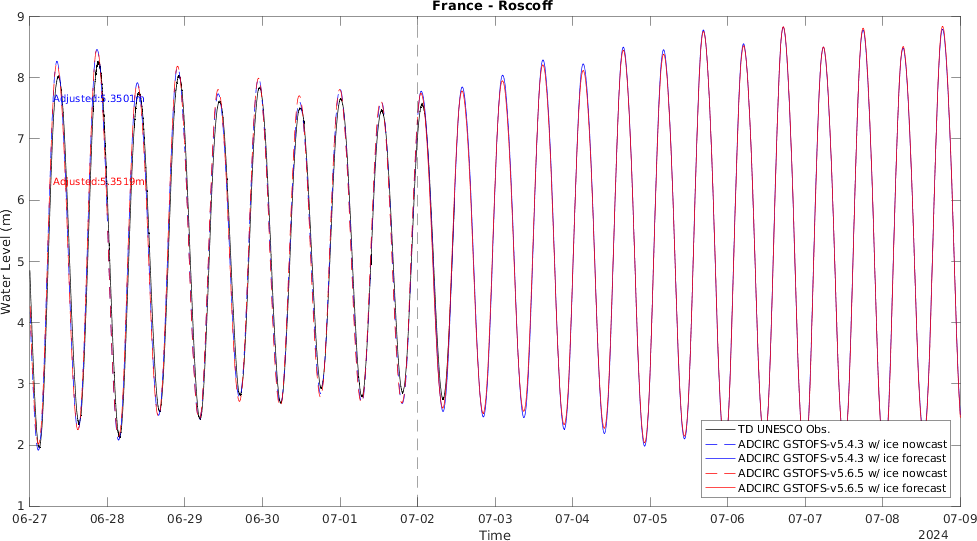 France - Roscoff
9
8
7
6
5
4
3
2
1
Water Level (m)
Adjusted:5.3501m
Adjusted:5.3519m
TD UNESCO Obs.
ADCIRC GSTOFS-v5.4.3 w/ ice nowcast
ADCIRC GSTOFS-v5.4.3 w/ ice forecast
ADCIRC GSTOFS-v5.6.5 w/ ice nowcast
ADCIRC GSTOFS-v5.6.5 w/ ice forecast
06-27 06-28 06-29 06-30 07-01 07-02 07-03 07-04 07-05 07-06 07-07 07-08 07-09
Time
2024